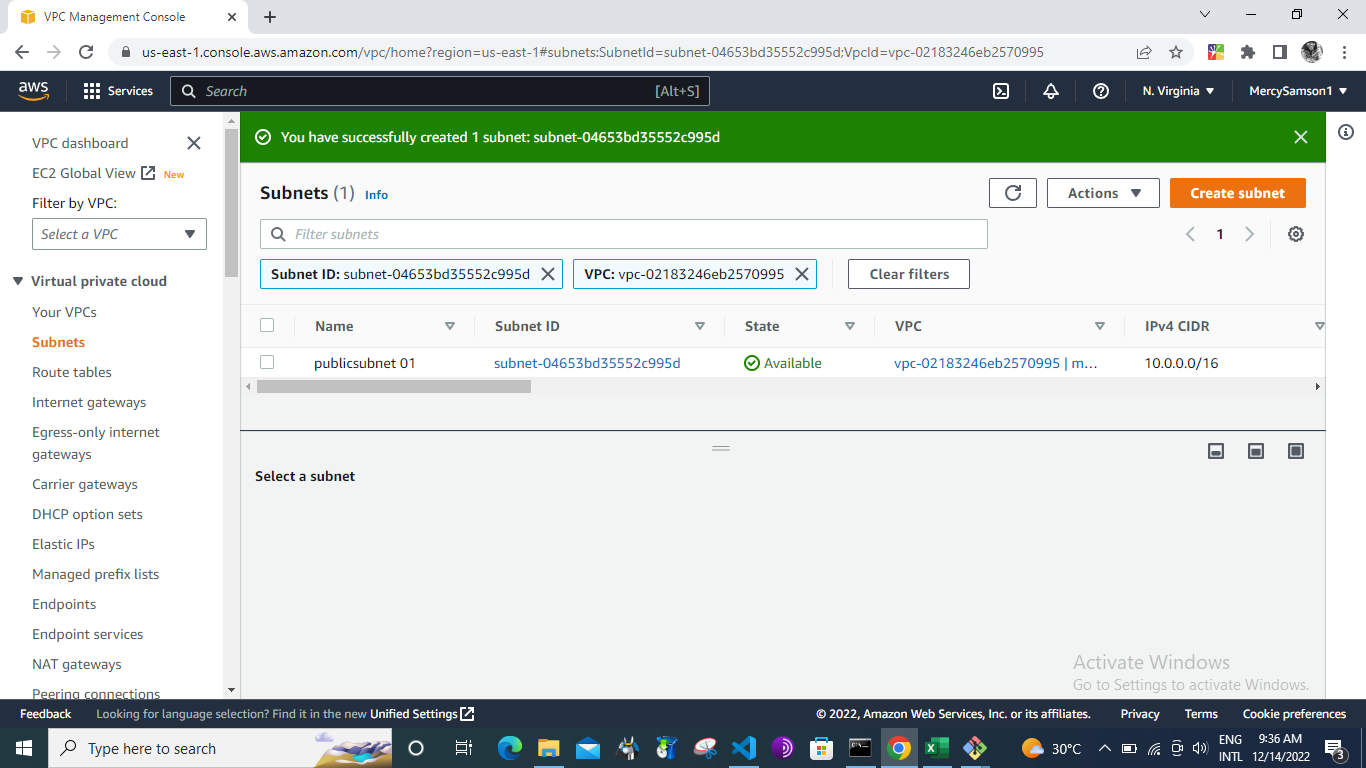 VPC Management Console
us-east-1.console.aws.amazon.com/vpc/home?region=us-east-1#subnets:SubnetId=subnet-04653bd35552c995d;VpcId=vpc-02183246eb2570995
aws
Services
Search
[Alt+S]
N. Virginia
MercySamson1
VPC dashboard
EC2 Global View
New
Filter by VPC:
Select a VPC
Virtual private cloud
Your VPCs
Subnets
Route tables
Internet gateways
Egress-only internet
gateways
Carrier gateways
DHCP option sets
Elastic IPs
Managed prefix lists
Endpoints
Endpoint services
NAT gateways
Peering connections
You have successfully created 1 subnet: subnet-04653bd35552c995d
Subnets (1) Info
Actions
Create subnet
Filter subnets
1
Subnet ID: subnet-04653bd35552c995d
VPC: vpc-02183246eb2570995
Clear filters
Name
Subnet ID
State
VPC
IPv4 CIDR
publicsubnet 01
subnet-04653bd35552c995d
Available
vpc-02183246eb2570995 | m...
10.0.0.0/16
Select a subnet
Activate Windows
Go to Settings to activate Windows.
Feedback
Looking for language selection? Find it in the new Unified Settings
© 2022, Amazon Web Services, Inc. or its affiliates.
Privacy
Terms
Cookie preferences
Type here to search
30°C
ENG
INTL
9:36 AM
12/14/2022
3